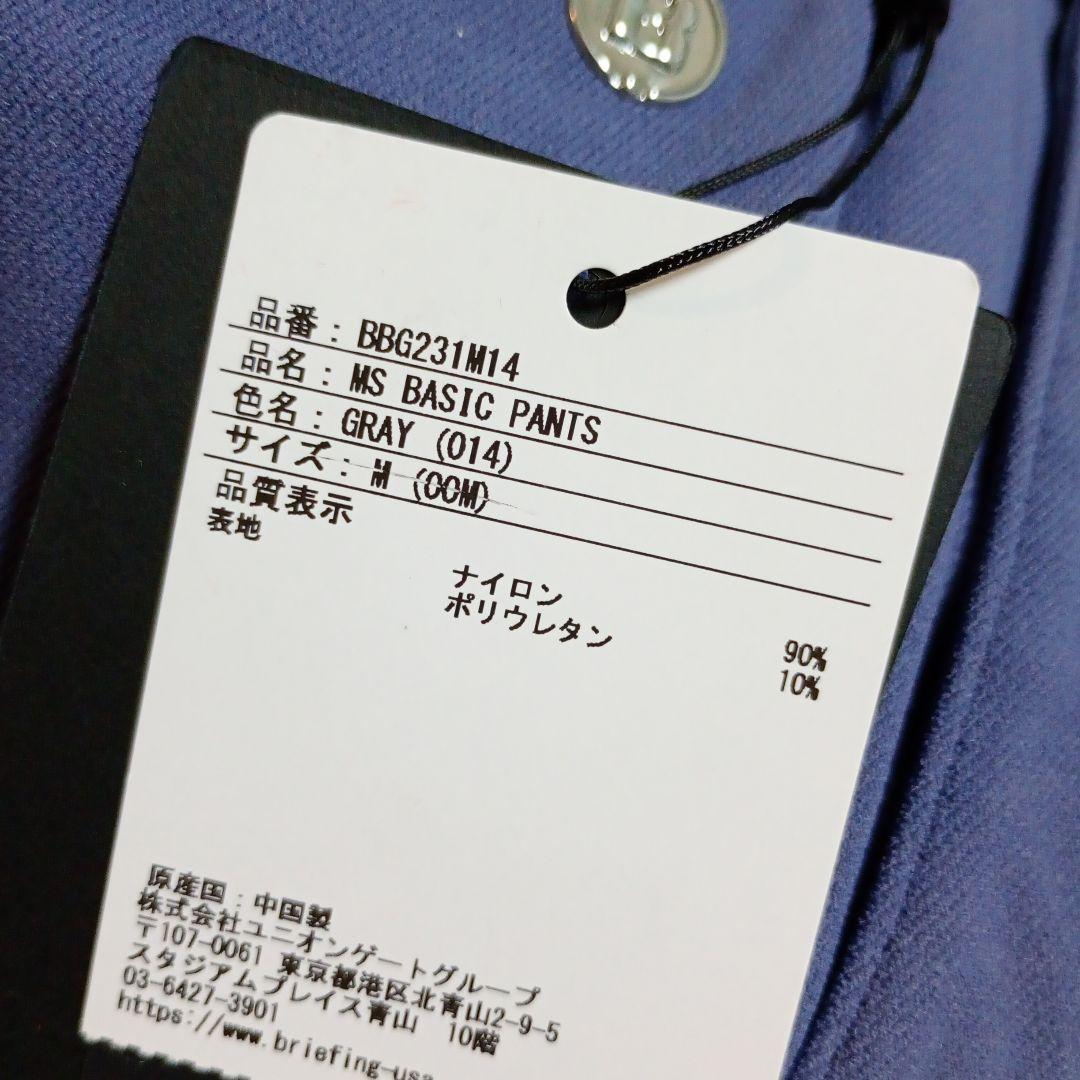 品番：BBG231M14
品名：MS BASIC PANTS
色名：GRAY (014)
サイズ：M (00M)
品質表示
表地
ナイロン 90%
ポリウレタン 10%
原産国：中国製
株式会社ユニオンゲートグループ
〒107-0061 東京都港区北青山2-9-5
スタジアムプレイス青山 10階
03-6427-3901
https://www.briefing-usa